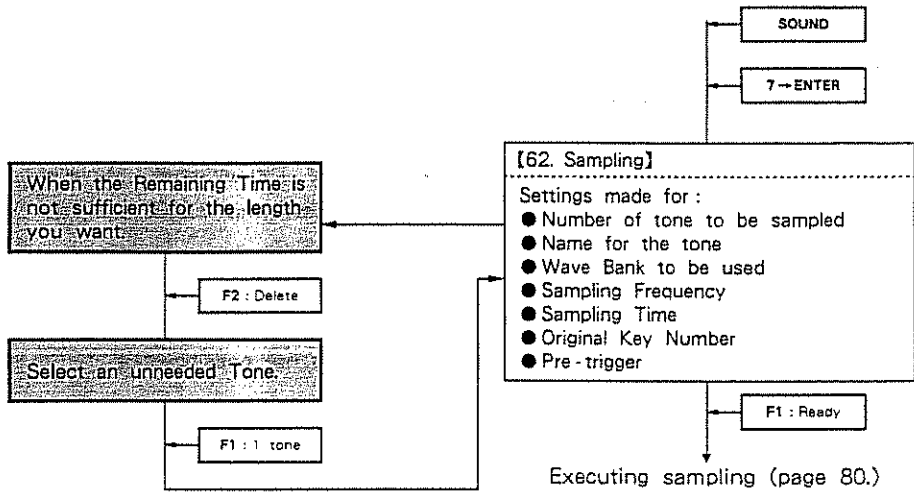 SOUND
7→ENTER
【62. Sampling】
Settings made for :
● Number of tone to be sampled
● Name for the tone
● Wave Bank to be used
● Sampling Frequency
● Sampling Time
● Original Key Number
● Pre - trigger
When the Remaining Time is
not sufficient for the length
you want.
F2 : Delete
Select an unneeded Tone.
F1 : 1 tone
F1 : Ready
Executing sampling (page 80.)